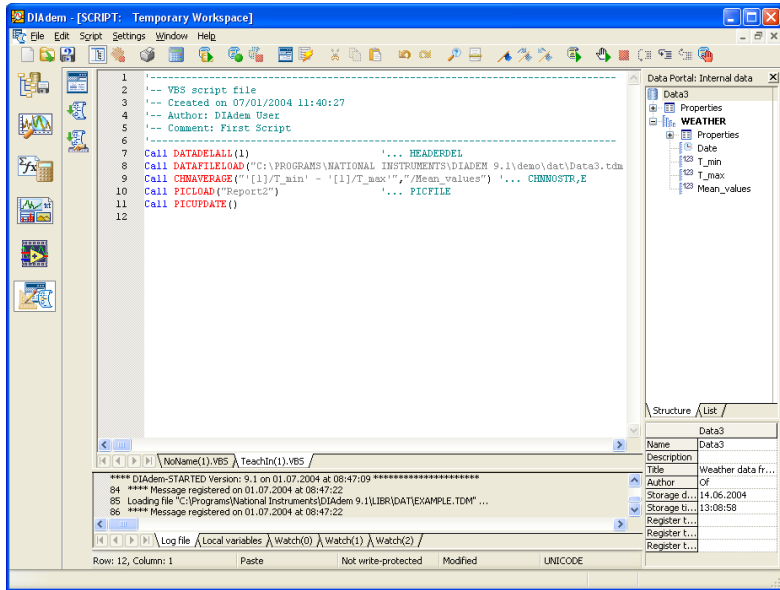 DIAdem - [SCRIPT:   Temporary Workspace]
File Edit Script Settings Window Help
1 '-------------------------------------------------------------------------
2 '-- VBS script file
3 '-- Created on 07/01/2004 11:40:27
4 '-- Author: DIAdem User
5 '-- Comment: First Script
6 '-------------------------------------------------------------------------
7 Call DATADELALL(1)                    '... HEADERDEL
8 Call DATAFILELOAD("C:\PROGRAMS\NATIONAL INSTRUMENTS\DIADEM 9.1\demo\dat\Data3.tdm
9 Call CHNAVERAGE("'[1]/T_min' - '[1]/T_max'","/Mean_values") '... CHNNOSTR,E
10 Call PICLOAD("Report2")               '... PICFILE
11 Call PICUPDATE()
12
NoName(1).VBS TeachIn(1).VBS
**** DIAdem-STARTED Version: 9.1 on 01.07.2004 at 08:47:09 **********************
84 **** Message registered on 01.07.2004 at 08:47:22
85 Loading file "C:\Programs\National Instruments\DIAdem 9.1\LIBR\DAT\EXAMPLE.TDM" ...
86 **** Message registered on 01.07.2004 at 08:47:22
Log file Local variables Watch(0) Watch(1) Watch(2)
Row: 12, Column: 1 Paste Not write-protected Modified UNICODE
Data Portal: Internal data
Data3
Properties
WEATHER
Properties
Date
T_min
T_max
Mean_values
Structure List
Data3
Name Data3
Description
Title Weather data fr...
Author Of
Storage d... 14.06.2004
Storage ti... 13:08:58
Register t...
Register t...
Register t...